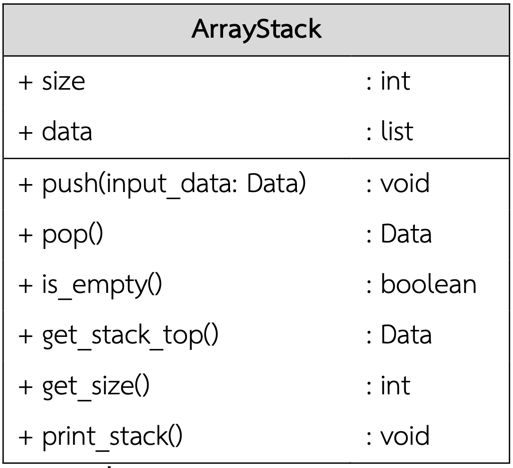 ArrayStack
+ size : int
+ data : list
+ push(input_data: Data) : void
+ pop() : Data
+ is_empty() : boolean
+ get_stack_top() : Data
+ get_size() : int
+ print_stack() : void